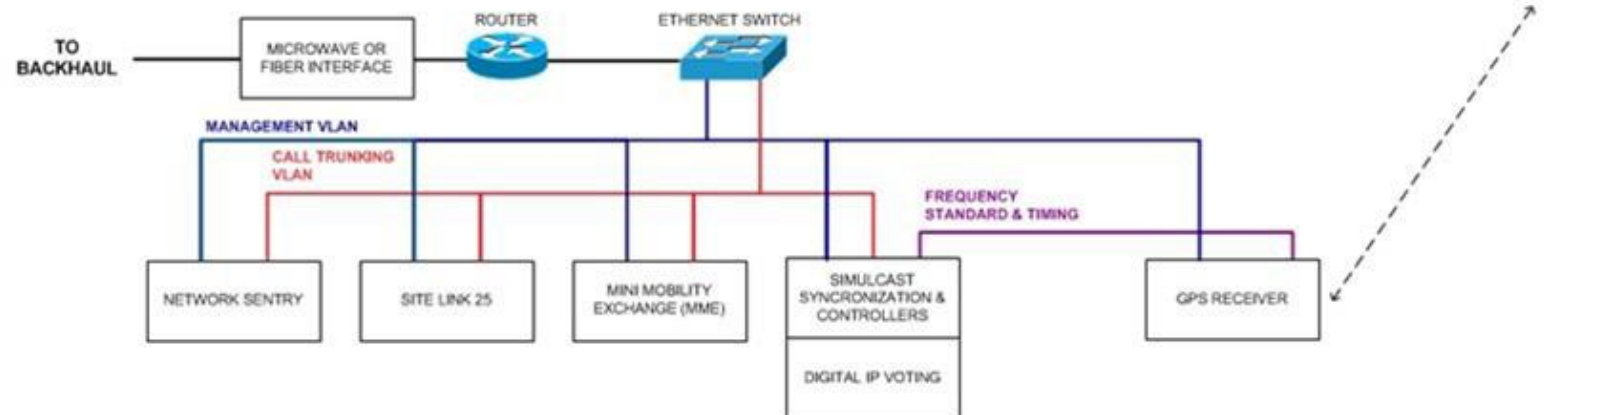 ROUTER
ETHERNET SWITCH
TO
BACKHAUL
MICROWAVE OR
FIBER INTERFACE
MANAGEMENT VLAN
CALL TRUNKING
VLAN
FREQUENCY
STANDARD & TIMING
NETWORK SENTRY
SITE LINK 25
MINI MOBILITY
EXCHANGE (MME)
SIMULCAST
SYNCRONIZATION &
CONTROLLERS
GPS RECEIVER
DIGITAL IP VOTING